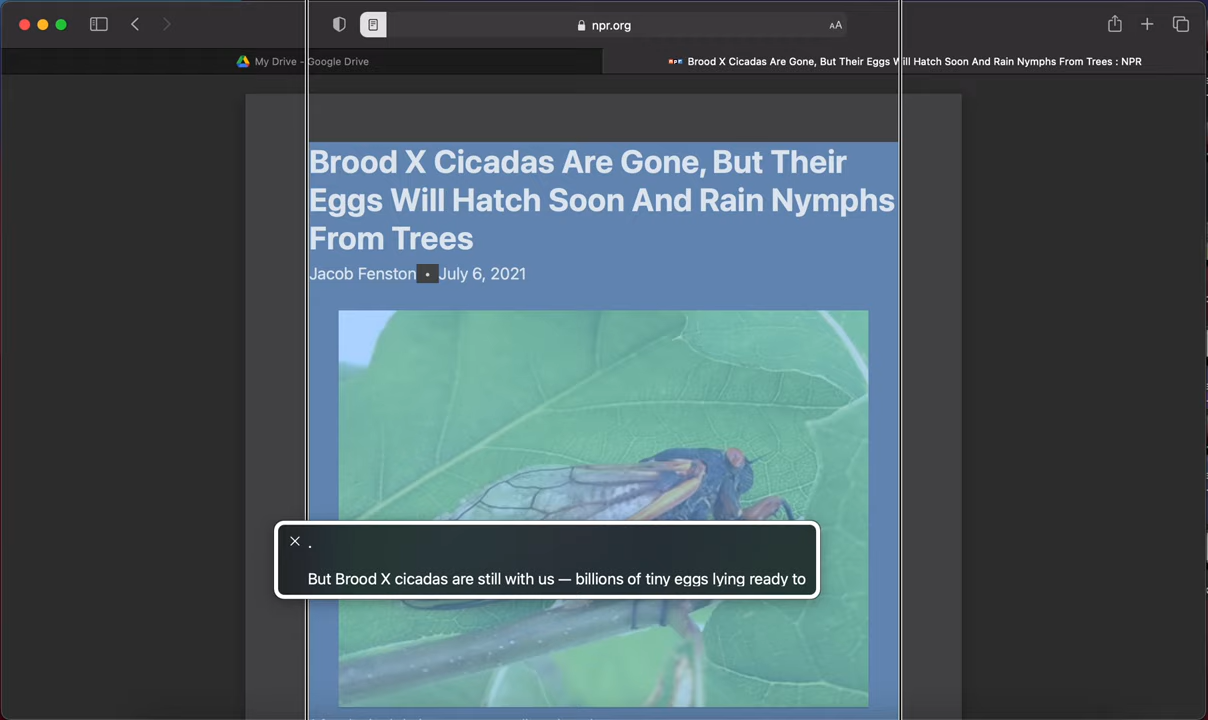 npr.org
AA
My Drive – Google Drive
npr Brood X Cicadas Are Gone, But Their Eggs Will Hatch Soon And Rain Nymphs From Trees : NPR
Brood X Cicadas Are Gone, But Their
Eggs Will Hatch Soon And Rain Nymphs
From Trees
Jacob Fenston • July 6, 2021
.
But Brood X cicadas are still with us — billions of tiny eggs lying ready to